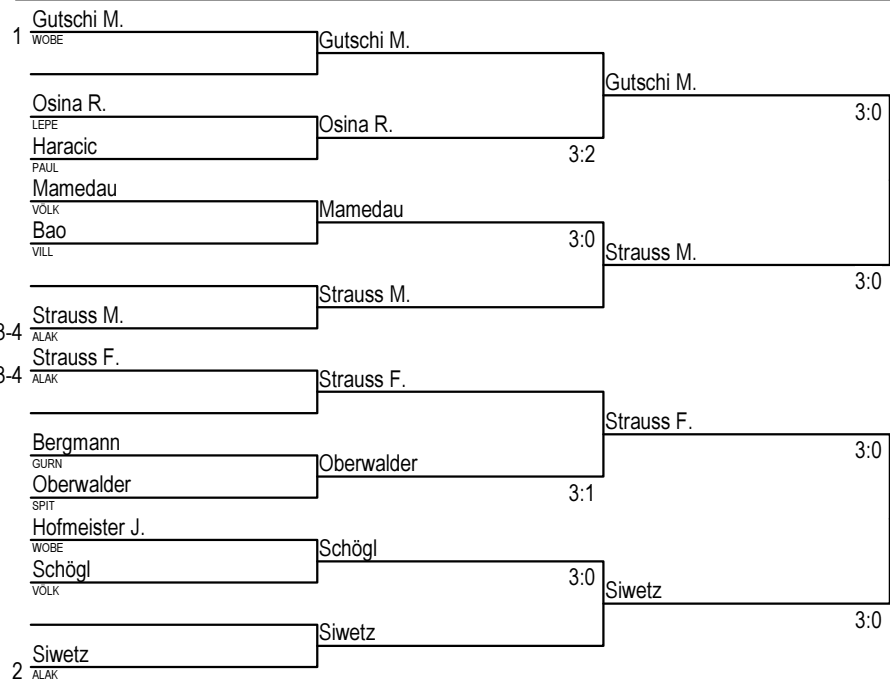 Gutschi M.
1 WOBE
Gutschi M.
Gutschi M.
Osina R.
3:0
LEPE
Osina R.
Haracic
3:2
PAUL
Mamedau
VÖLK
Mamedau
Bao
3:0
VILL
Strauss M.
3:0
Strauss M.
Strauss M.
3-4 ALAK
Strauss F.
3-4 ALAK
Strauss F.
Strauss F.
Bergmann
3:0
GURN
Oberwalder
Oberwalder
3:1
SPIT
Hofmeister J.
WOBE
Schögl
Schögl
3:0
VÖLK
Siwetz
3:0
Siwetz
Siwetz
2 ALAK